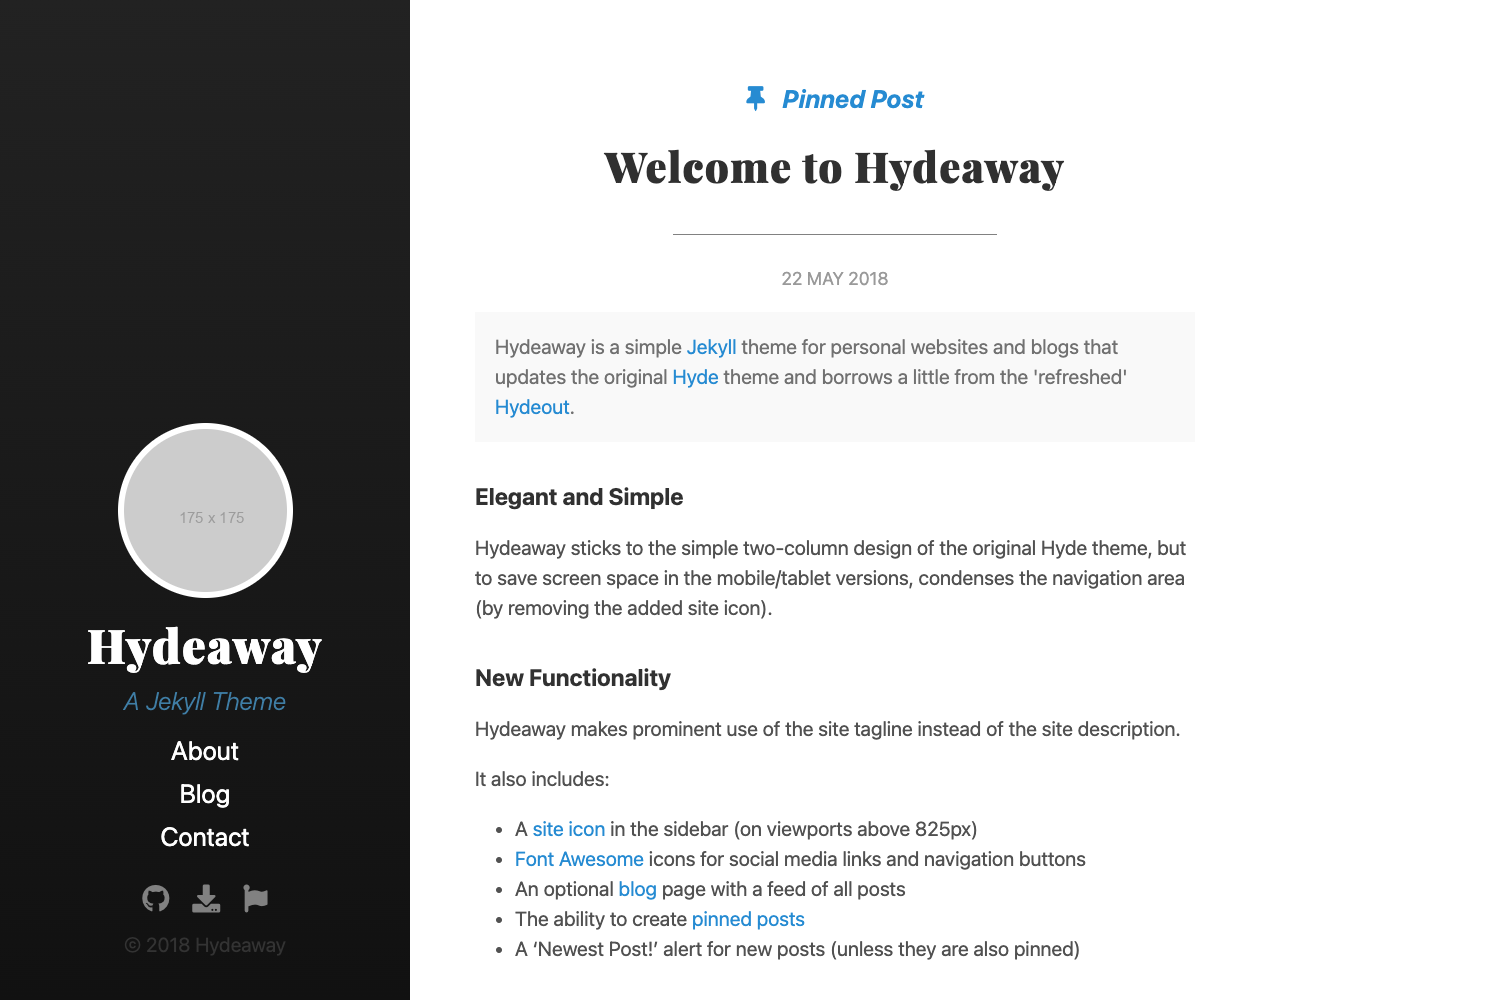 175 x 175
Hydeaway
A Jekyll Theme
About
Blog
Contact
© 2018 Hydeaway
Pinned Post
Welcome to Hydeaway
22 MAY 2018
Hydeaway is a simple Jekyll theme for personal websites and blogs that
updates the original Hyde theme and borrows a little from the 'refreshed'
Hydeout.
Elegant and Simple
Hydeaway sticks to the simple two-column design of the original Hyde theme, but
to save screen space in the mobile/tablet versions, condenses the navigation area
(by removing the added site icon).
New Functionality
Hydeaway makes prominent use of the site tagline instead of the site description.
It also includes:
• A site icon in the sidebar (on viewports above 825px)
• Font Awesome icons for social media links and navigation buttons
• An optional blog page with a feed of all posts
• The ability to create pinned posts
• A ‘Newest Post!’ alert for new posts (unless they are also pinned)